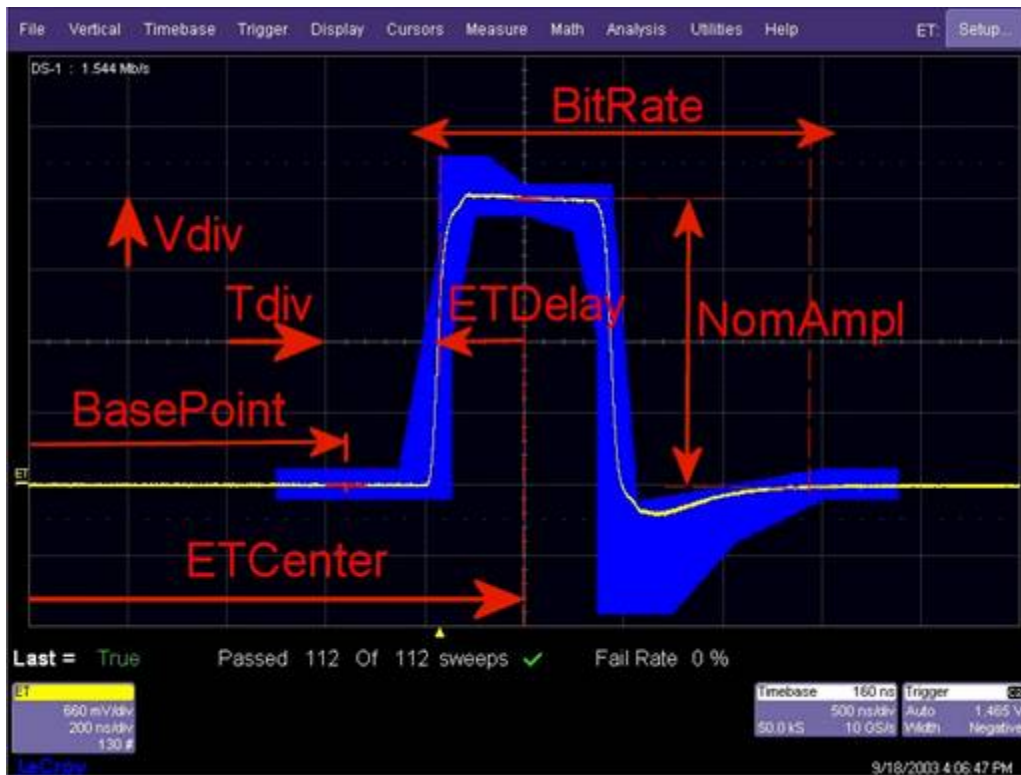 File Vertical Timebase Trigger Display Cursors Measure Math Analysis Utilities Help ET: Setup...
DS-1 : 1.544 Mb/s
BitRate
Vdiv
Tdiv
ETDelay
NomAmpl
BasePoint
ET
ETCenter
Last = True Passed 112 Of 112 sweeps Fail Rate 0 %
ET
660 mV/div
200 ns/div
130 #
Timebase 160 ns
500 ns/div
50.0 kS 10 GS/s
Trigger
Auto 1.465 V
Width Negative
LeCroy
9/18/2003 4:06:47 PM